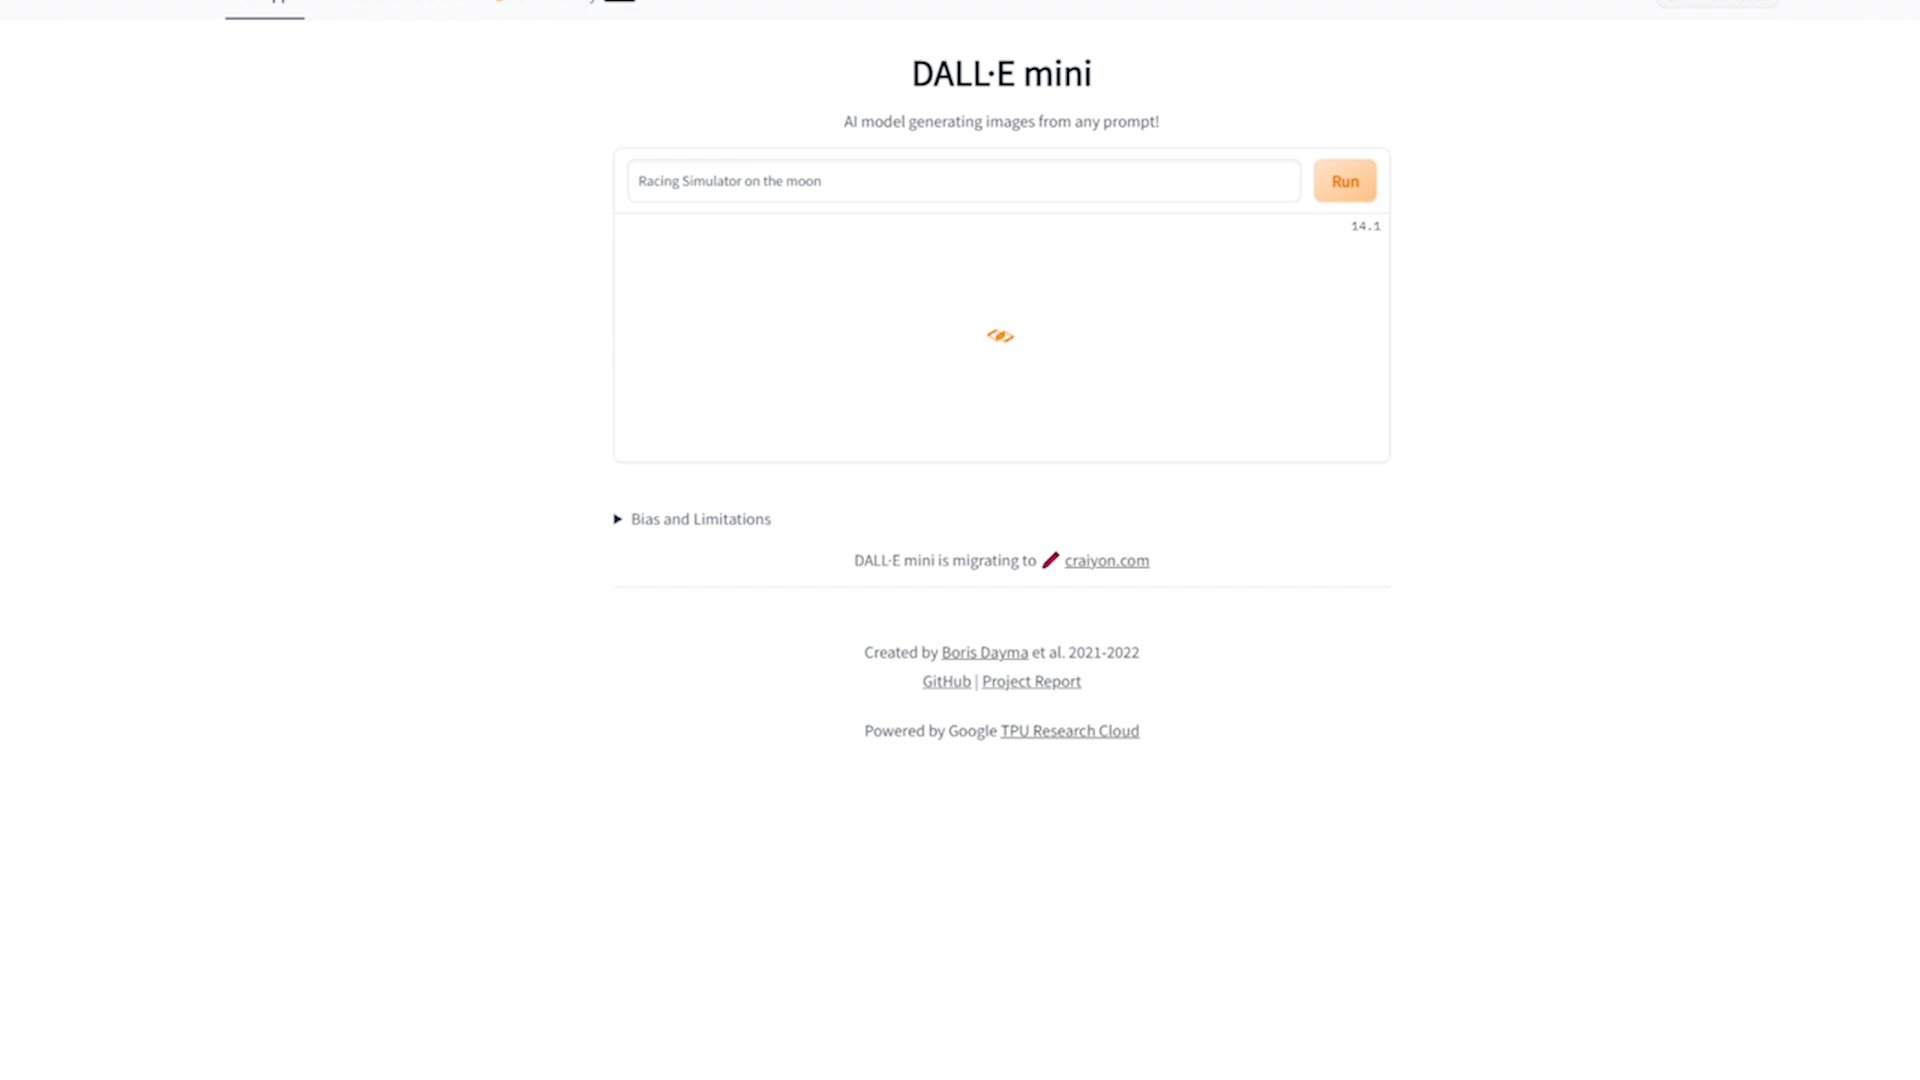 DALL·E mini
AI model generating images from any prompt!
Racing Simulator on the moon
Run
14.1
Bias and Limitations
DALL·E mini is migrating to craiyon.com
Created by Boris Dayma et al. 2021-2022
GitHub | Project Report
Powered by Google TPU Research Cloud